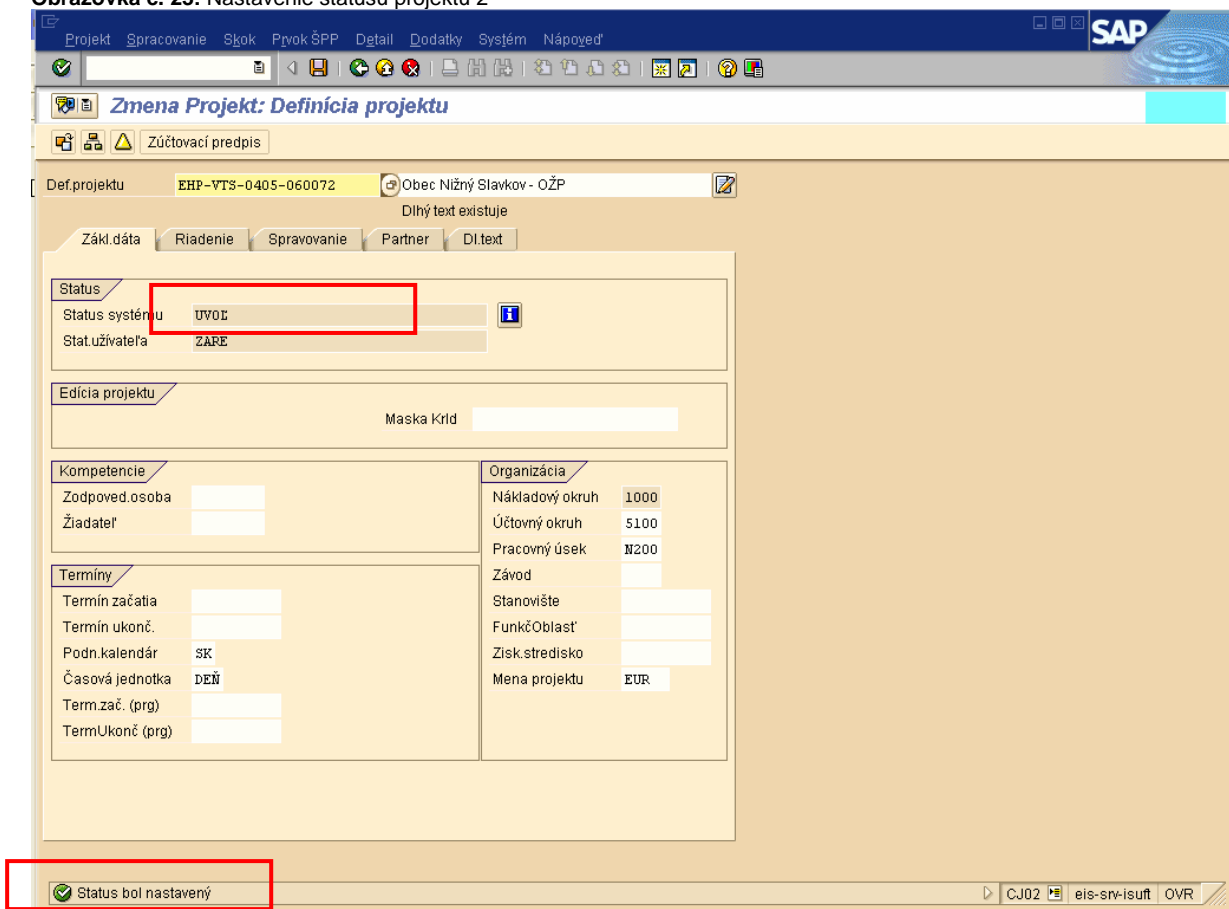 Obrazovka č. 23. Nastavenie statusu projektu 2
Projekt Spracovanie Skok Prvok ŠPP Detail Dodatky Systém Nápoveď
SAP
Zmena Projekt: Definícia projektu
Zúčtovací predpis
Def.projektu EHP-VTS-0405-060072 Obec Nižný Slavkov - OŽP
Dlhý text existuje
Zákl.dáta Riadenie Spravovanie Partner Dl.text
Status
Status systému UVOĽ
Stat.užívateľa ZARE
Edícia projektu
Maska KrId
Kompetencie
Zodpoved.osoba
Žiadateľ
Organizácia
Nákladový okruh 1000
Účtovný okruh 5100
Pracovný úsek N200
Závod
Stanovište
FunkčOblasť
Zisk.stredisko
Mena projektu EUR
Termíny
Termín začatia
Termín ukonč.
Podn.kalendár SK
Časová jednotka DEŇ
Term.zač. (prg)
TermUkonč (prg)
Status bol nastavený
CJ02 eis-srv-isuft OVR